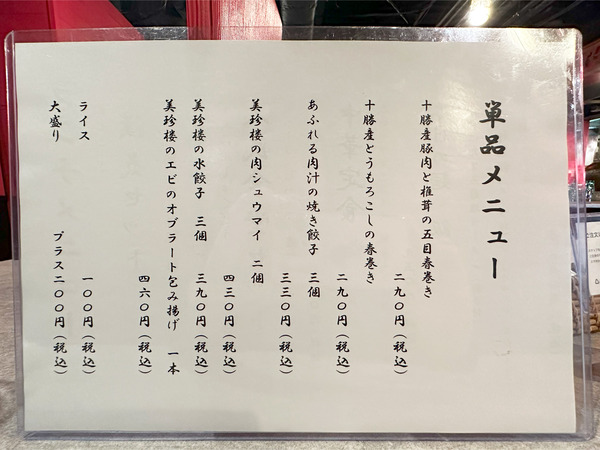 単品メニュー
十勝産豚肉と椎茸の五目春巻き
二九〇円（税込）
十勝産とうもろこしの春巻き
二九〇円（税込）
あふれる肉汁の焼き餃子　三個
三三〇円（税込）
美珍楼の肉シュウマイ　二個
四三〇円（税込）
美珍楼の水餃子　三個　三九〇円（税込）
美珍楼のエビのオブラート包み揚げ　一本
四六〇円（税込）
ライス　一〇〇円（税込）
大盛り　プラス二〇〇円（税込）